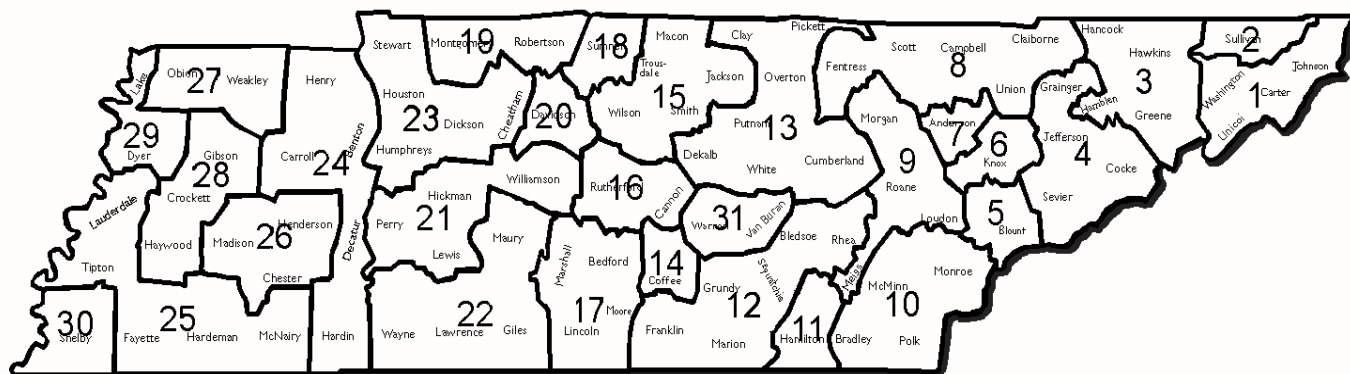 Hancock
Pickett
Clay
Macon
Stewart
Montgomery
19
Robertson
Sumner
18
Scott
Campbell
Claiborne
8
Hawkins
3
Sullivan
2
Lake
Obion
27
Weakley
Henry
Trous-
dale
Jackson
Overton
Fentress
Johnson
Houston
23
Dickson
Cheatham
Davidson
20
Wilson
15
Smith
Putnam
13
Morgan
Union
Grainger
Hamblen
Greene
Washington
1
Carter
Unicoi
29
Dyer
Gibson
28
Crockett
Carroll
24
Benton
Humphreys
Dekalb
White
Cumberland
Anderson
7
6
Knox
Jefferson
4
Cocke
9
Roane
Sevier
Lauderdale
Williamson
Hickman
21
Perry
Lewis
Rutherford
16
Cannon
31
Warren
Van Buran
Bledsoe
Rhea
Loudon
5
Blount
Haywood
Madison
26
Henderson
Chester
Decatur
Maury
Marshall
Bedford
14
Coffee
Grundy
Sequatchie
Meigs
McMinn
Monroe
10
Tipton
30
Shelby
25
Fayette
Hardeman
McNairy
Hardin
Wayne
22
Lawrence
Giles
17
Lincoln
Moore
Franklin
12
Marion
11
Hamilton
Bradley
Polk